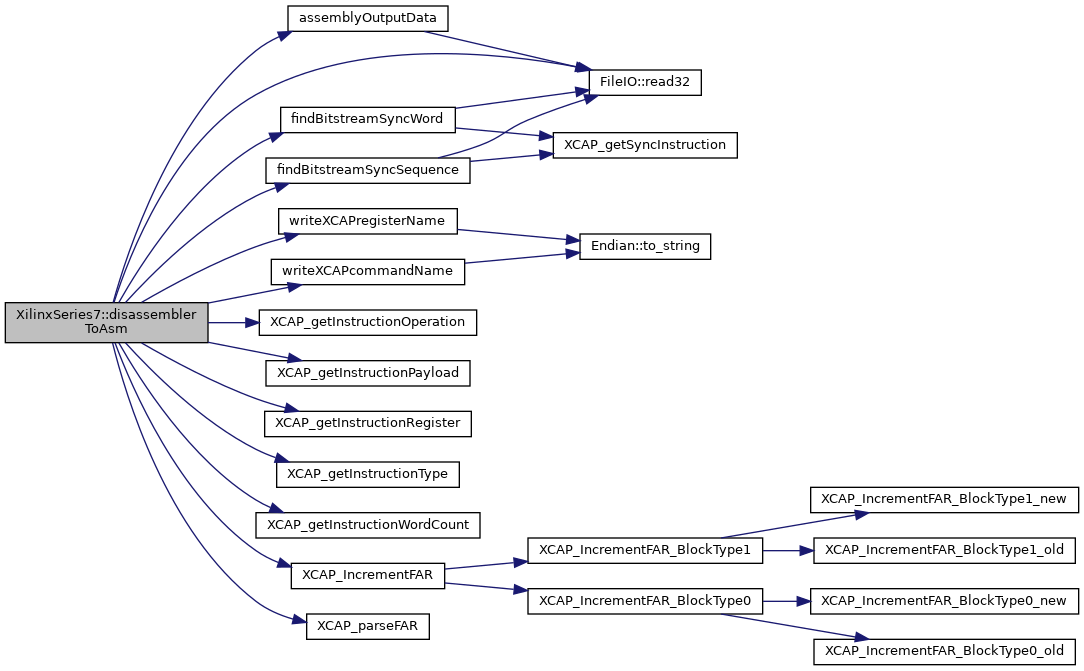 assemblyOutputData
FileIO::read32
findBitstreamSyncWord
XCAP_getSyncInstruction
findBitstreamSyncSequence
writeXCAPregisterName
Endian::to_string
writeXCAPcommandName
XilinxSeries7::disassembler
ToAsm
XCAP_getInstructionOperation
XCAP_getInstructionPayload
XCAP_getInstructionRegister
XCAP_getInstructionType
XCAP_getInstructionWordCount
XCAP_IncrementFAR
XCAP_IncrementFAR_BlockType1
XCAP_IncrementFAR_BlockType1_new
XCAP_IncrementFAR_BlockType1_old
XCAP_IncrementFAR_BlockType0
XCAP_IncrementFAR_BlockType0_new
XCAP_IncrementFAR_BlockType0_old
XCAP_parseFAR